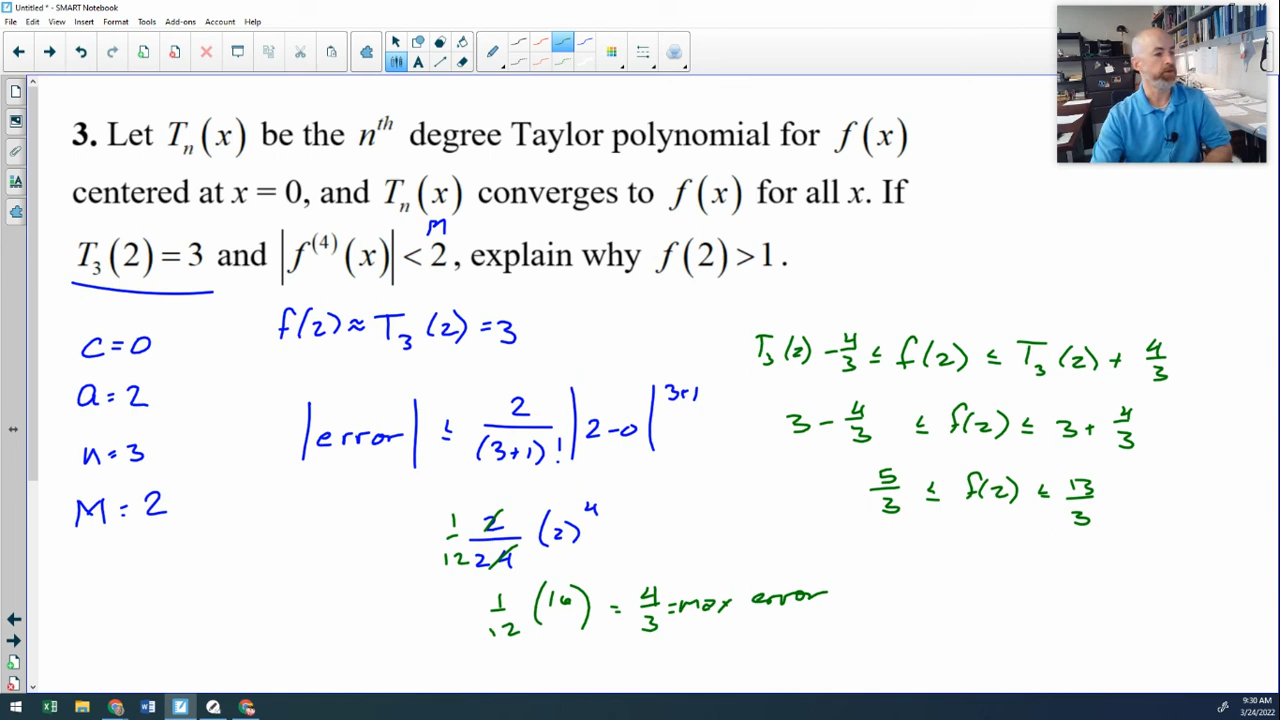 Untitled * - SMART Notebook
File Edit View Insert Format Tools Add-ons Account Help
3. Let Tₙ(x) be the nᵗʰ degree Taylor polynomial for f(x)
centered at x = 0, and Tₙ(x) converges to f(x) for all x. If
M
T₃(2) = 3 and |f⁽⁴⁾(x)| < 2, explain why f(2) > 1.
c=0
a=2
n=3
M=2
f(2) ≈ T₃(2) = 3
|error| ≤ 2/(3+1)! |2-0|³⁺¹
1/12 2/24 (2)⁴
1/12 (16) = 4/3 = max error
T₃(2) - 4/3 ≤ f(2) ≤ T₃(2) + 4/3
3 - 4/3 ≤ f(2) ≤ 3 + 4/3
5/3 ≤ f(2) ≤ 13/3
9:30 AM
3/24/2022